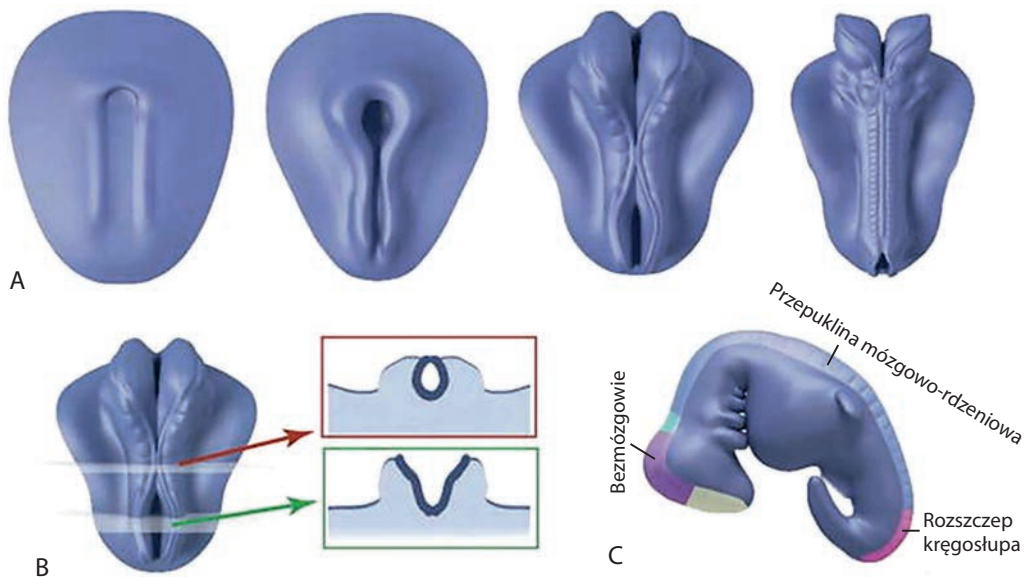 A
B
C
Przepuklina mózgowo-rdzeniowa
Bezmózgowie
Rozszczep
kręgosłupa